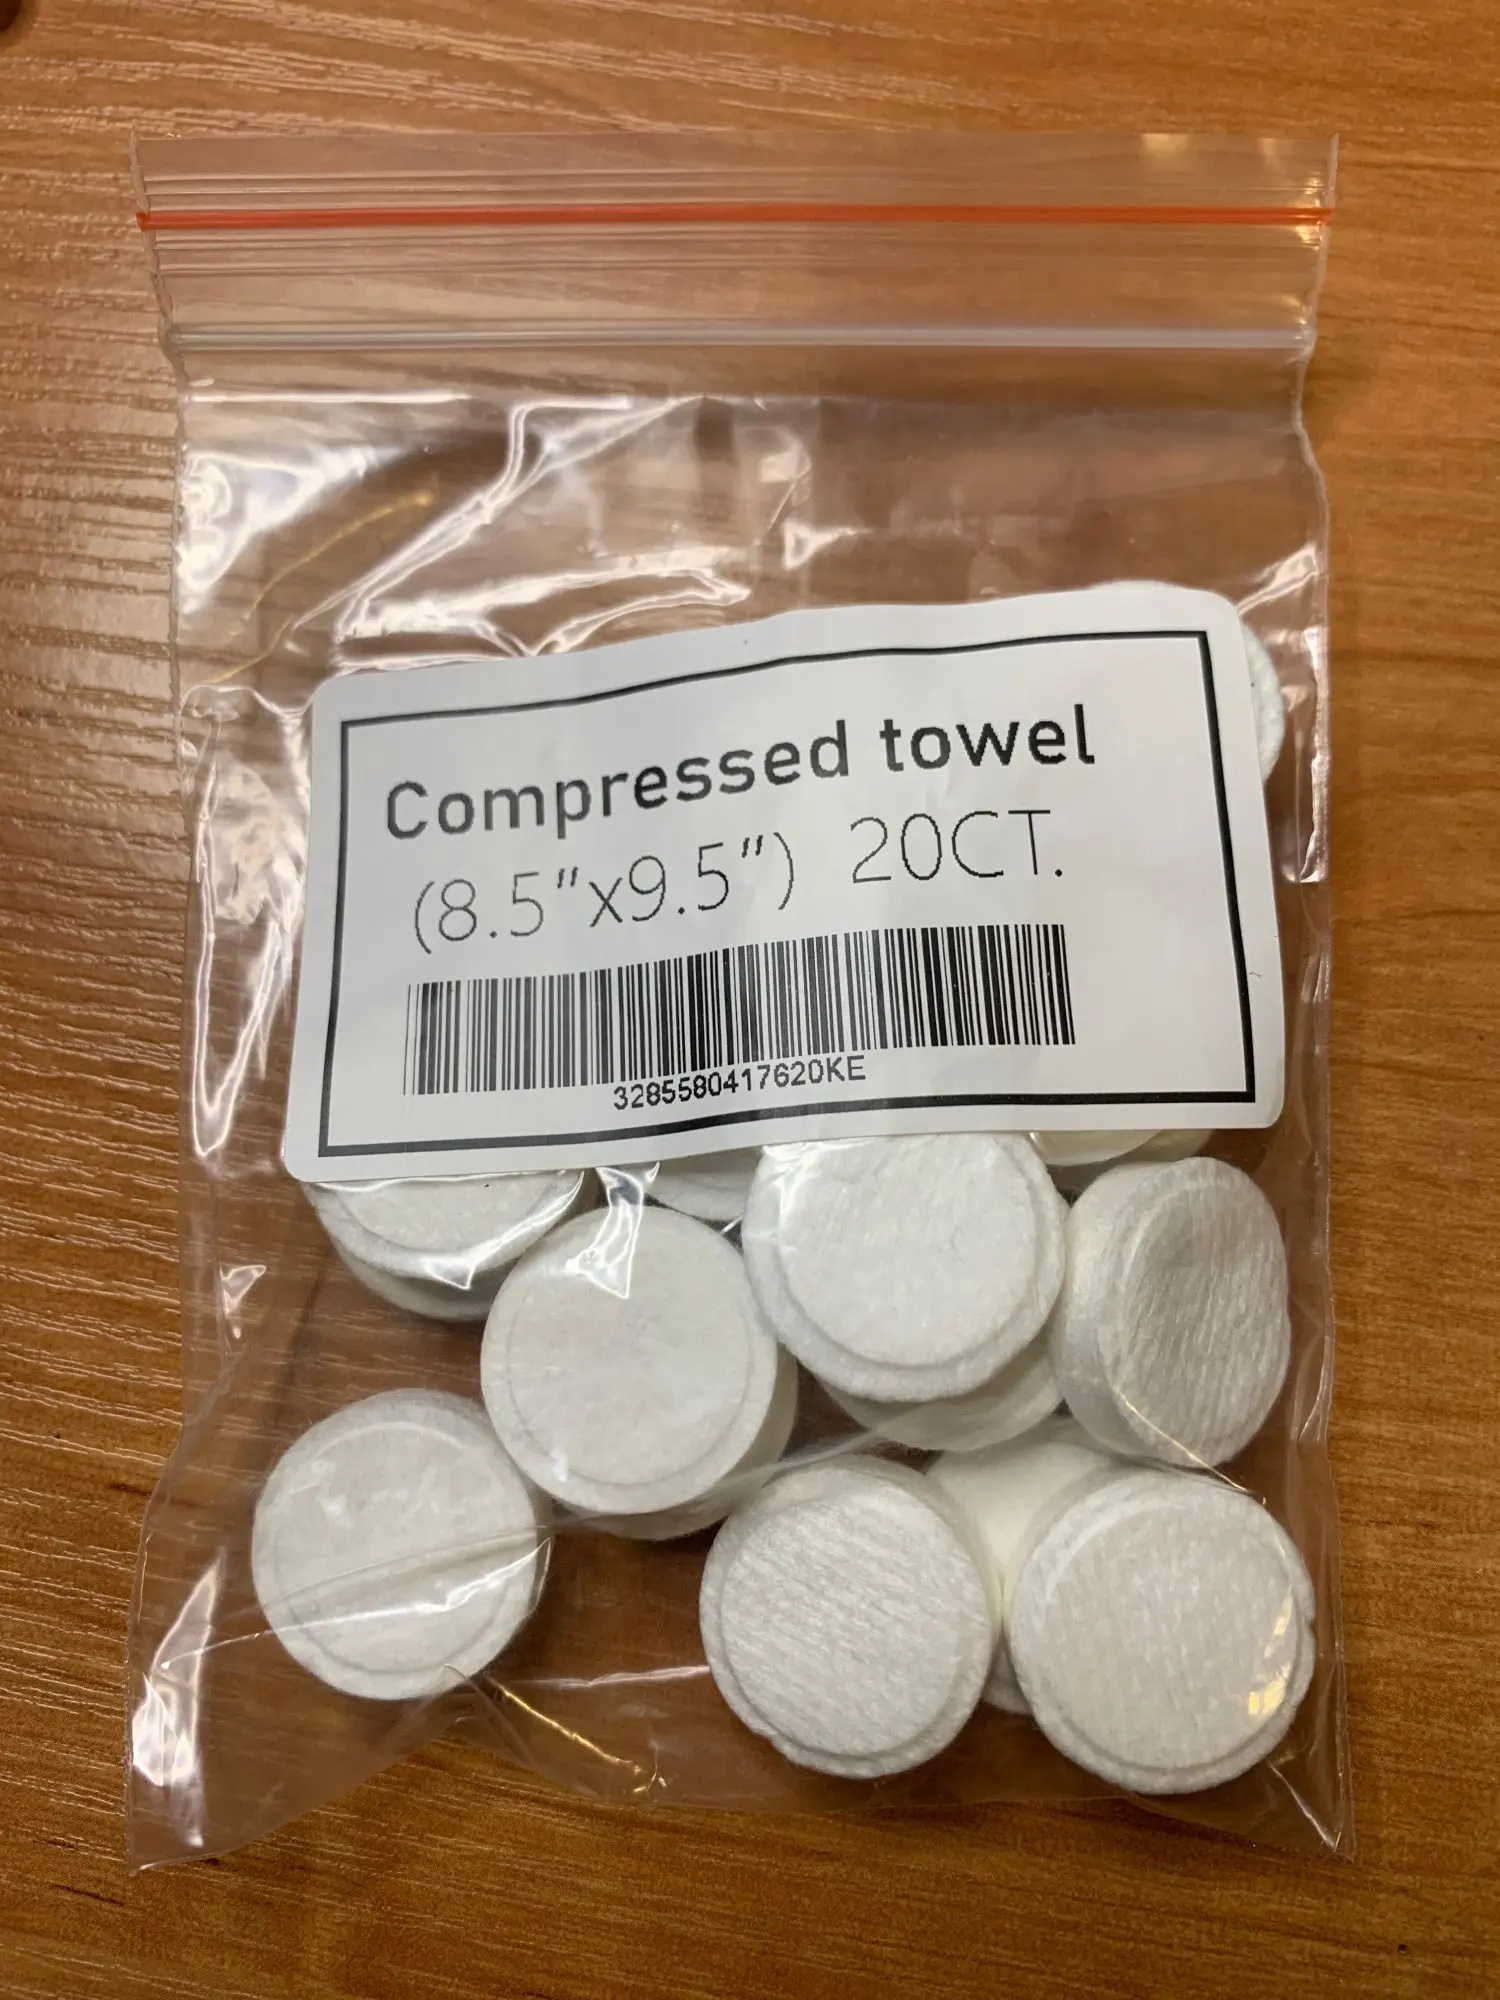 Compressed towel
(8.5"x9.5") 20CT.
3285580417620KE